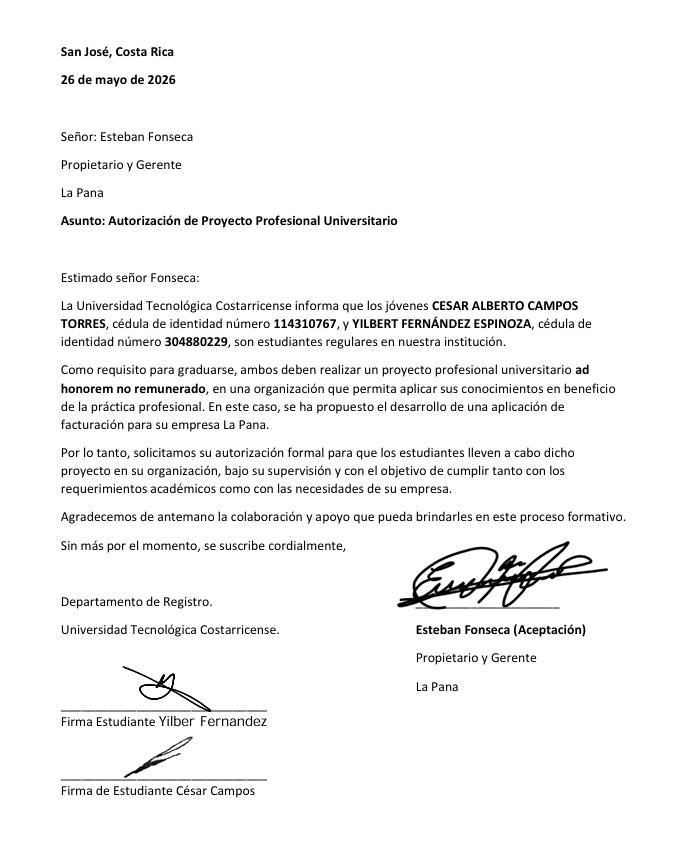 San José, Costa Rica
26 de mayo de 2026
Señor: Esteban Fonseca
Propietario y Gerente
La Pana
Asunto: Autorización de Proyecto Profesional Universitario
Estimado señor Fonseca:
La Universidad Tecnológica Costarricense informa que los jóvenes CESAR ALBERTO CAMPOS
TORRES, cédula de identidad número 114310767, y YILBERT FERNÁNDEZ ESPINOZA, cédula de
identidad número 304880229, son estudiantes regulares en nuestra institución.
Como requisito para graduarse, ambos deben realizar un proyecto profesional universitario ad
honorem no remunerado, en una organización que permita aplicar sus conocimientos en beneficio
de la práctica profesional. En este caso, se ha propuesto el desarrollo de una aplicación de
facturación para su empresa La Pana.
Por lo tanto, solicitamos su autorización formal para que los estudiantes lleven a cabo dicho
proyecto en su organización, bajo su supervisión y con el objetivo de cumplir tanto con los
requerimientos académicos como con las necesidades de su empresa.
Agradecemos de antemano la colaboración y apoyo que pueda brindarles en este proceso formativo.
Sin más por el momento, se suscribe cordialmente,
Departamento de Registro.
Universidad Tecnológica Costarricense.
Esteban Fonseca (Aceptación)
Propietario y Gerente
La Pana
Firma Estudiante Yilber Fernandez
Firma de Estudiante César Campos